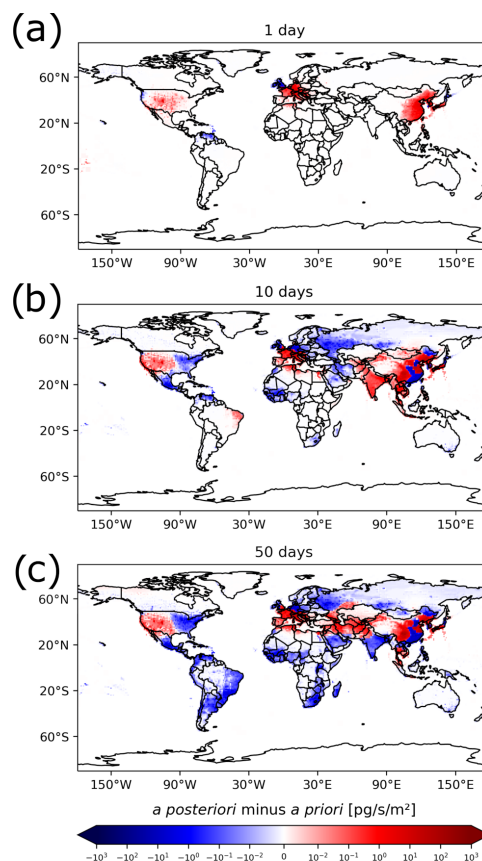 (a)
1 day
60°N
20°N
20°S
60°S
150°W 90°W 30°W 30°E 90°E 150°E
(b)
10 days
60°N
20°N
20°S
60°S
150°W 90°W 30°W 30°E 90°E 150°E
(c)
50 days
60°N
20°N
20°S
60°S
150°W 90°W 30°W 30°E 90°E 150°E
a posteriori minus a priori [pg/s/m²]
−10³ −10² −10¹ −10⁰ −10⁻¹ −10⁻² 0 10⁻² 10⁻¹ 10⁰ 10¹ 10² 10³